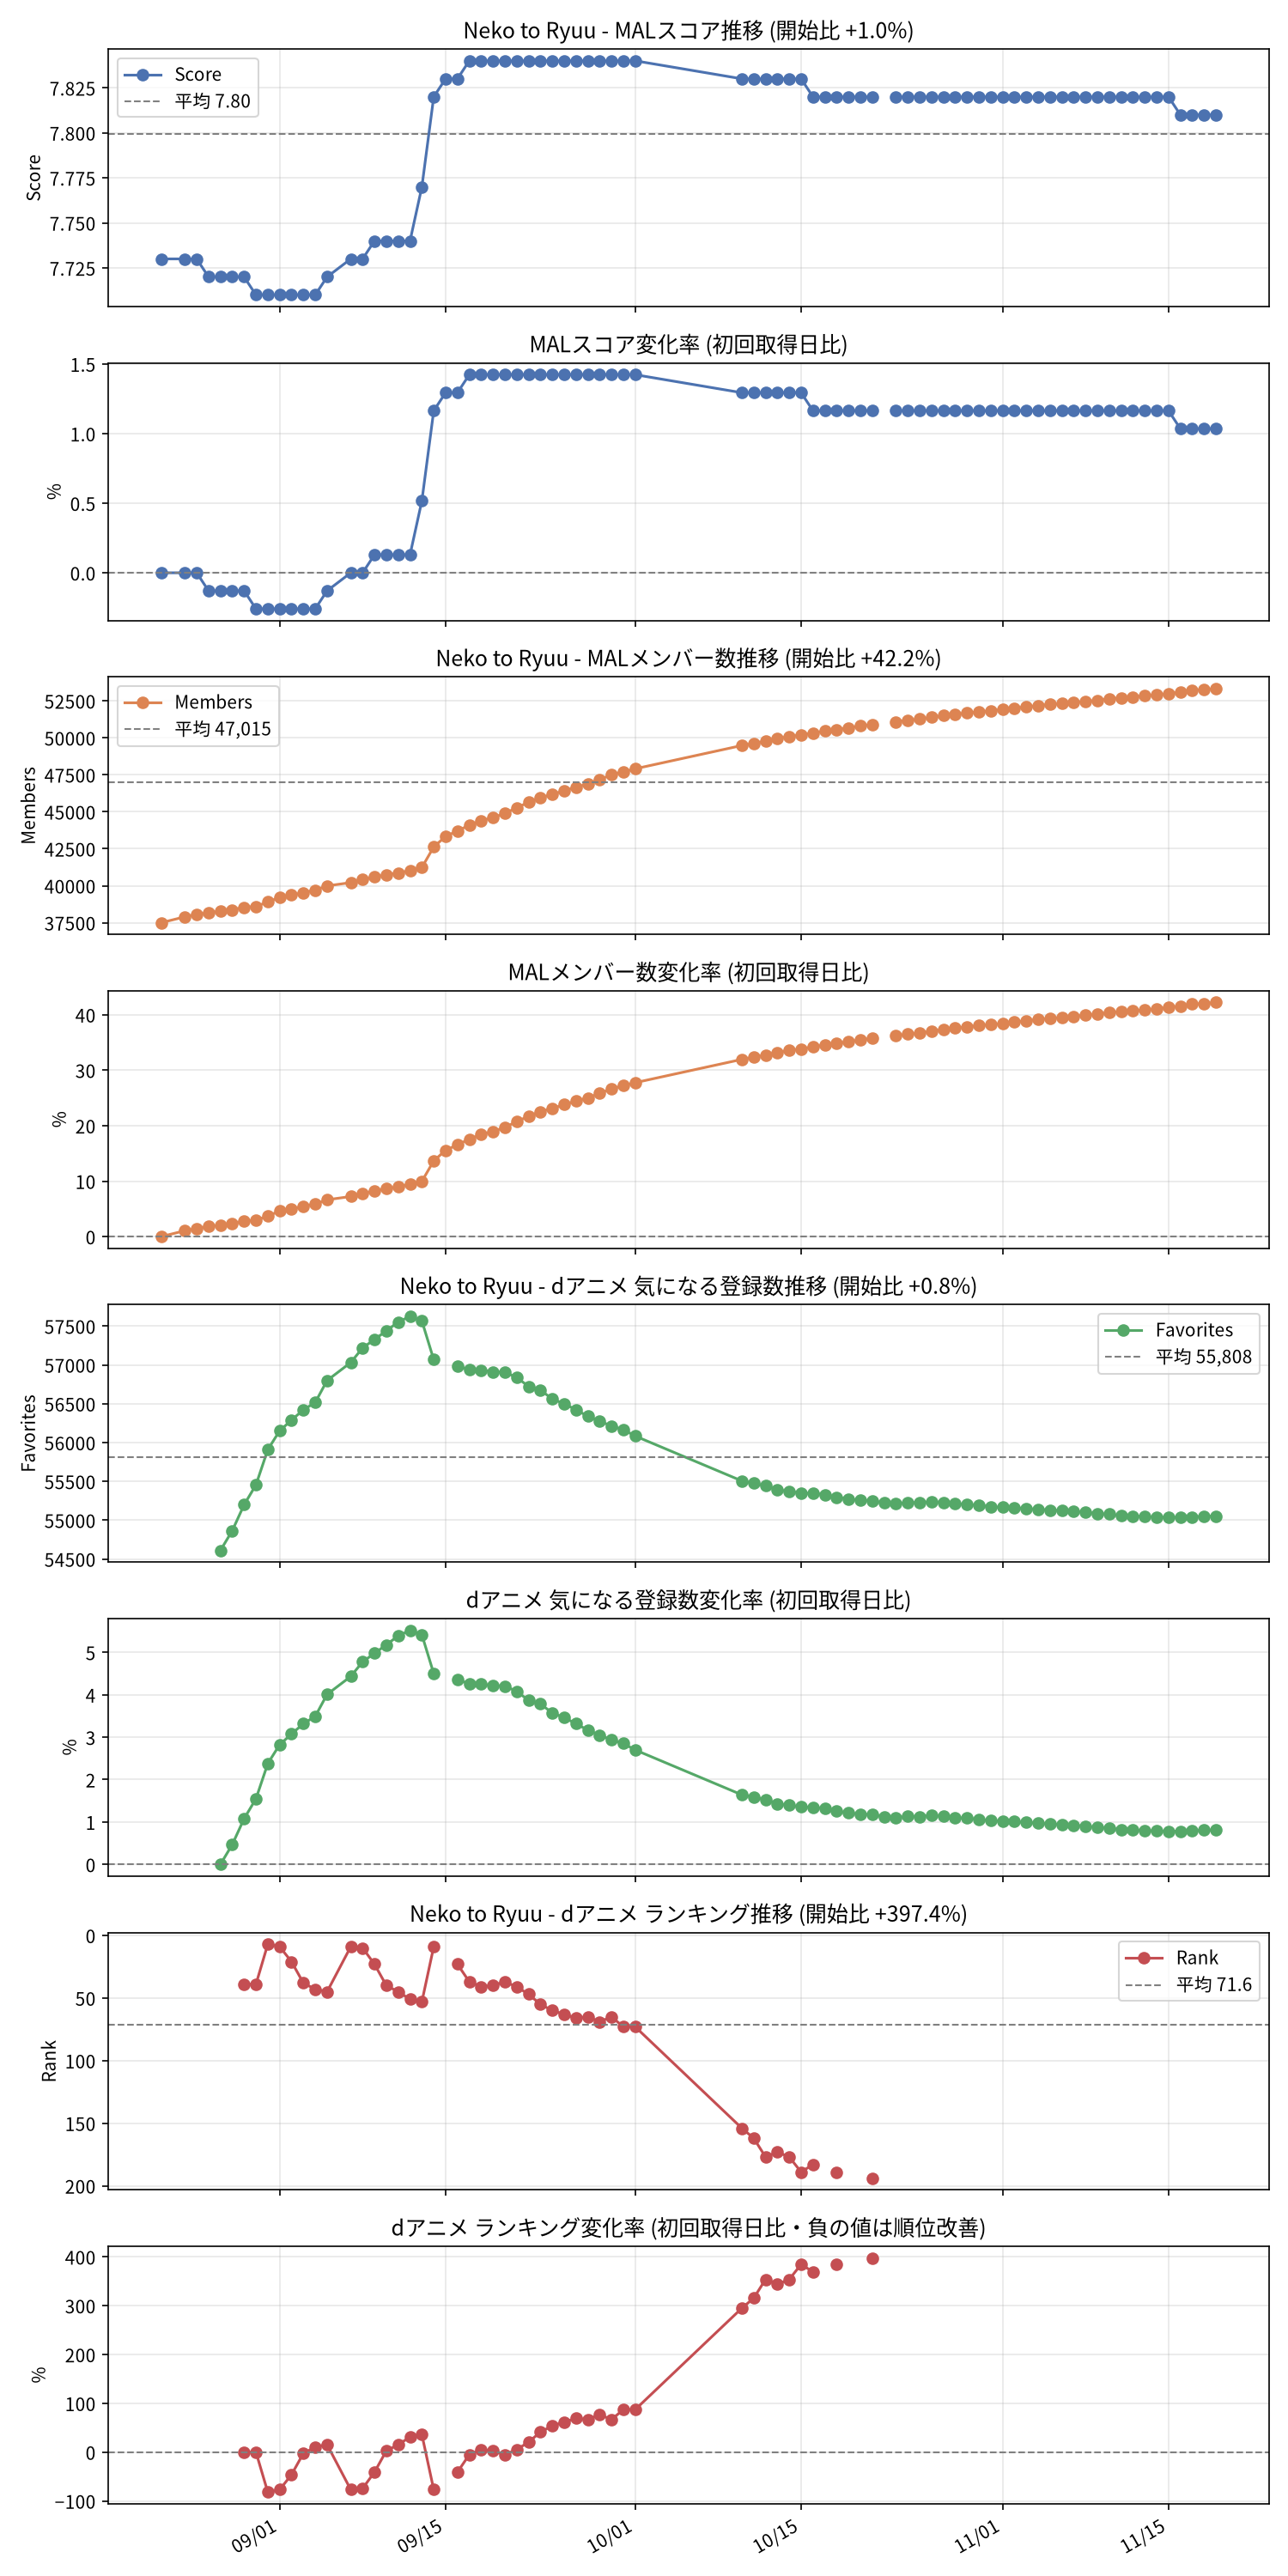 Neko to Ryuu - MALスコア推移 (開始比 +1.0%)
Score
平均 7.80
Score
7.825
7.800
7.775
7.750
7.725
MALスコア変化率 (初回取得日比)
%
1.5
1.0
0.5
0.0
Neko to Ryuu - MALメンバー数推移 (開始比 +42.2%)
Members
平均 47,015
Members
52500
50000
47500
45000
42500
40000
37500
MALメンバー数変化率 (初回取得日比)
%
40
30
20
10
0
Neko to Ryuu - dアニメ 気になる登録数推移 (開始比 +0.8%)
Favorites
平均 55,808
Favorites
57500
57000
56500
56000
55500
55000
54500
dアニメ 気になる登録数変化率 (初回取得日比)
%
5
4
3
2
1
0
Neko to Ryuu - dアニメ ランキング推移 (開始比 +397.4%)
Rank
平均 71.6
Rank
0
50
100
150
200
dアニメ ランキング変化率 (初回取得日比・負の値は順位改善)
%
400
300
200
100
0
−100
09/01
09/15
10/01
10/15
11/01
11/15